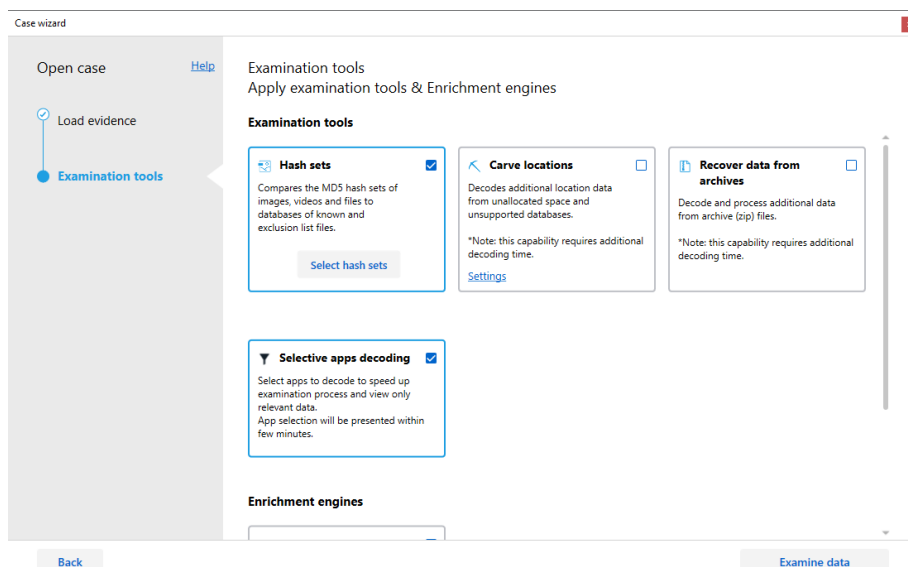 Case wizard
Open case
Help
Load evidence
Examination tools
Examination tools
Apply examination tools & Enrichment engines
Examination tools
Hash sets
Compares the MD5 hash sets of
images, videos and files to
databases of known and
exclusion list files.
Select hash sets
Carve locations
Decodes additional location data
from unallocated space and
unsupported databases.
*Note: this capability requires additional
decoding time.
Settings
Recover data from
archives
Decode and process additional data
from archive (zip) files.
*Note: this capability requires additional
decoding time.
Selective apps decoding
Select apps to decode to speed up
examination process and view only
relevant data.
App selection will be presented within
few minutes.
Enrichment engines
Back
Examine data